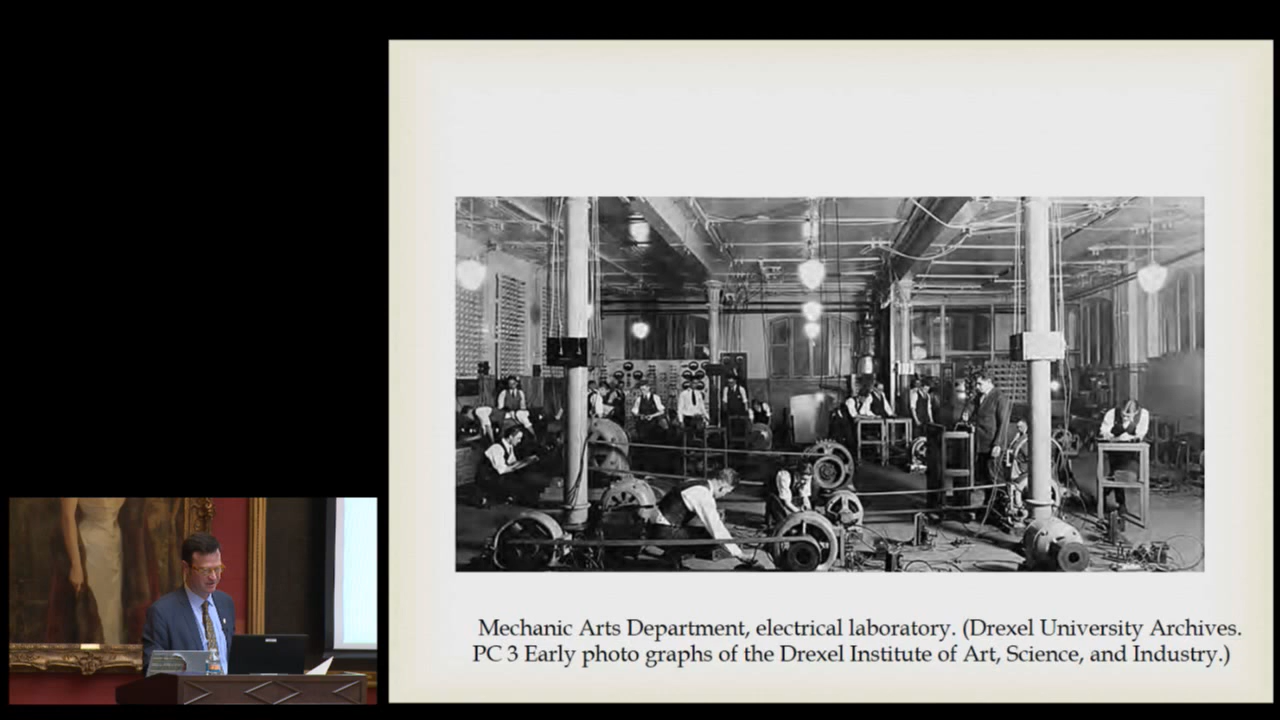 Mechanic Arts Department, electrical laboratory. (Drexel University Archives.
PC 3 Early photo graphs of the Drexel Institute of Art, Science, and Industry.)